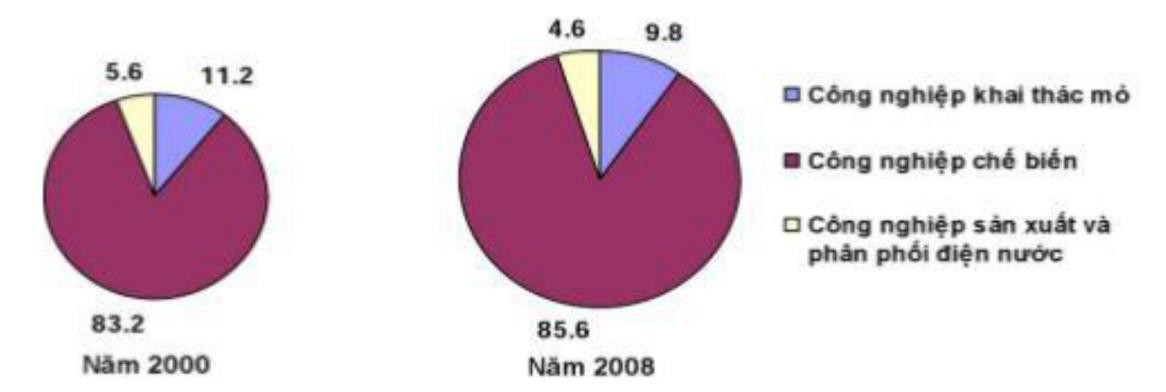 5.6
11.2
83.2
Năm 2000
4.6
9.8
85.6
Năm 2008
Công nghiệp khai thác mỏ
Công nghiệp chế biến
Công nghiệp sản xuất và
phân phối điện nước